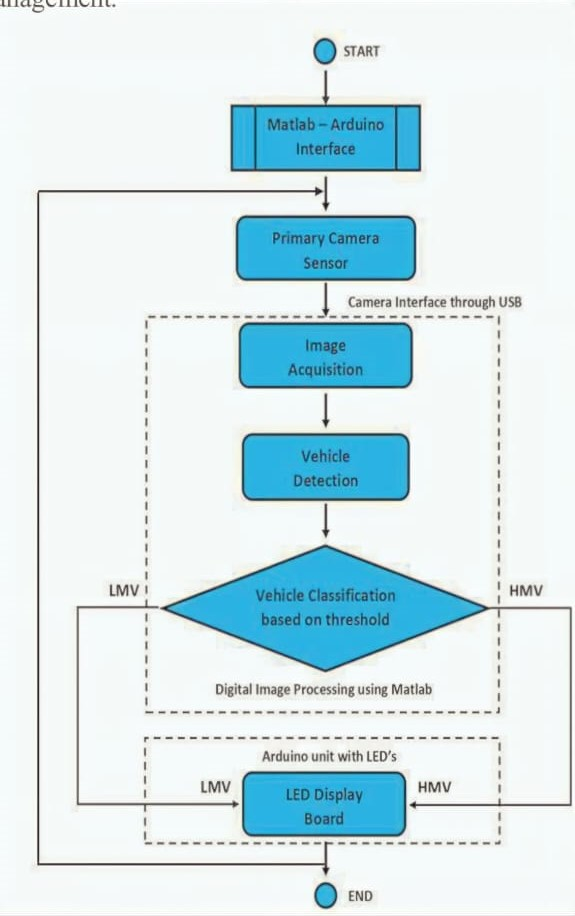 START
Matlab – Arduino
Interface
Primary Camera
Sensor
Camera Interface through USB
Image
Acquisition
Vehicle
Detection
LMV
Vehicle Classification
based on threshold
HMV
Digital Image Processing using Matlab
Arduino unit with LED's
LMV
LED Display
Board
HMV
END